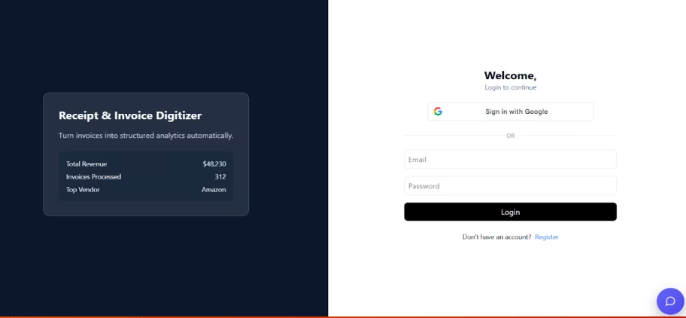 Receipt & Invoice Digitizer
Turn invoices into structured analytics automatically.
Total Revenue $48,230
Invoices Processed 312
Top Vendor Amazon
Welcome,
Login to continue
Sign in with Google
OR
Email
Password
Login
Don't have an account? Register